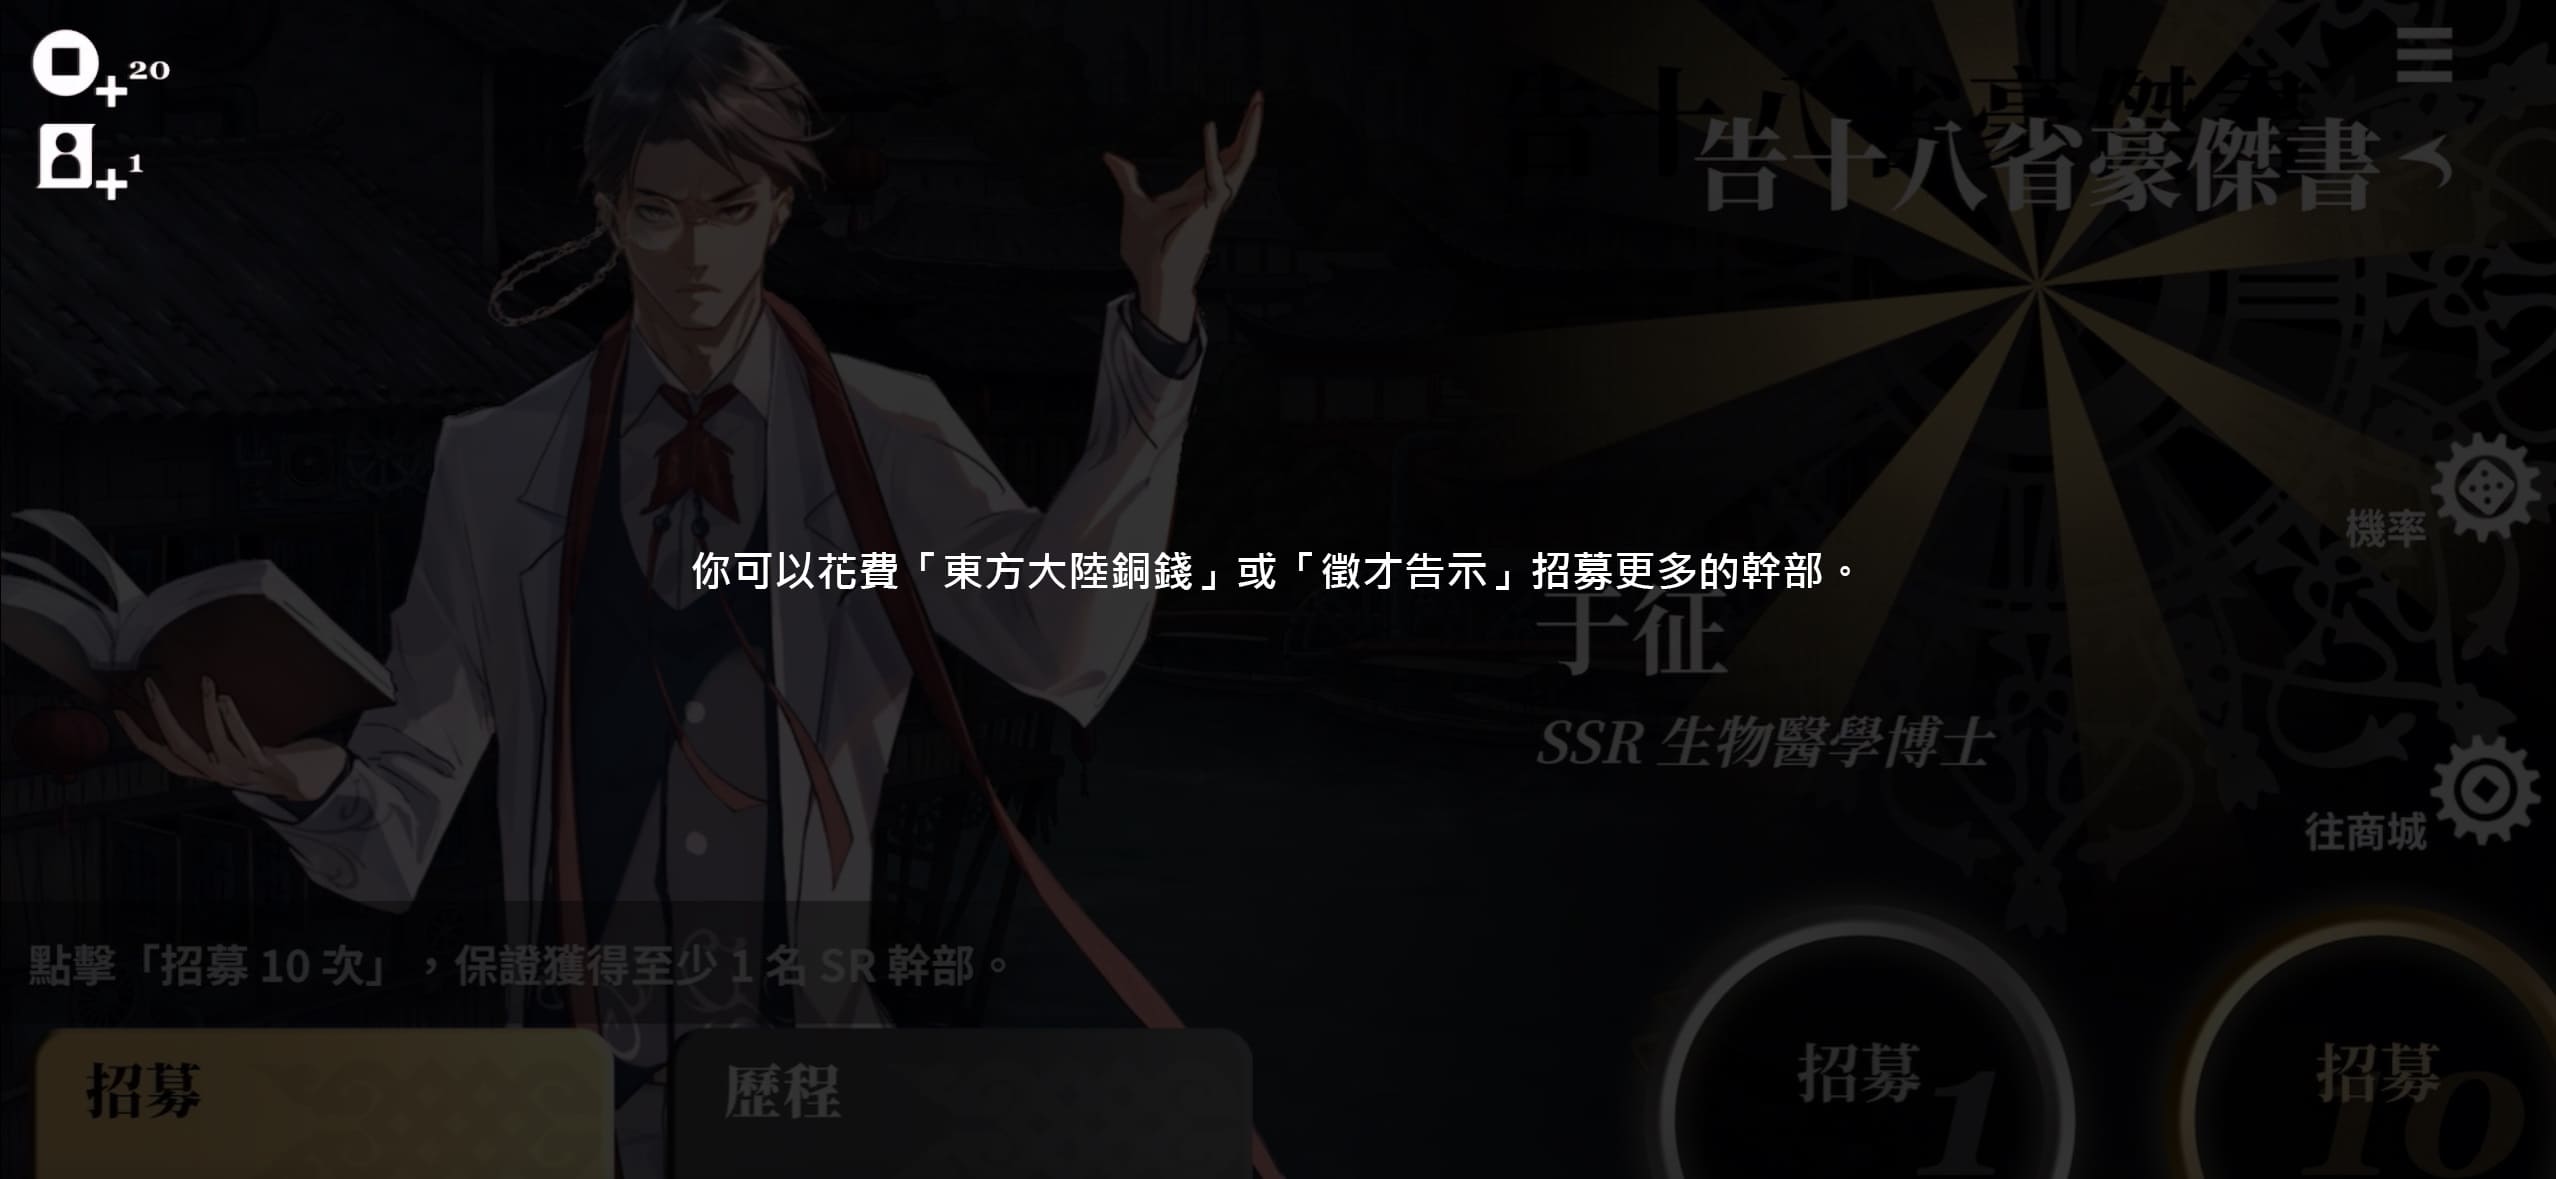 +20
+1
告十八省豪傑書
機率
你可以花費「東方大陸銅錢」或「徵才告示」招募更多的幹部。
于征
SSR 生物醫學博士
往商城
點擊「招募 10 次」，保證獲得至少 1 名 SR 幹部。
招募
歷程
招募 1
招募 10